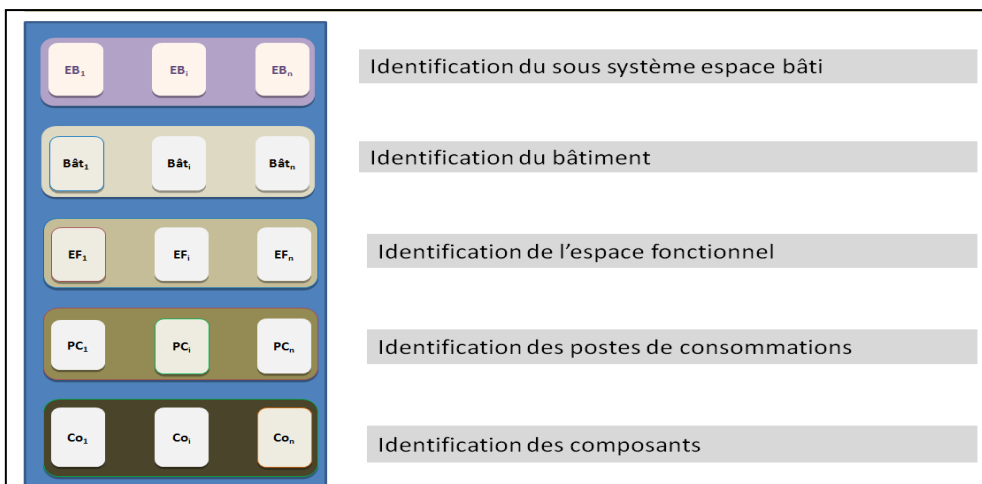 EB₁ EBᵢ EBₙ Identification du sous système espace bâti
Bât₁ Bâtᵢ Bâtₙ Identification du bâtiment
EF₁ EFᵢ EFₙ Identification de l’espace fonctionnel
PC₁ PCᵢ PCₙ Identification des postes de consommations
Co₁ Coᵢ Coₙ Identification des composants